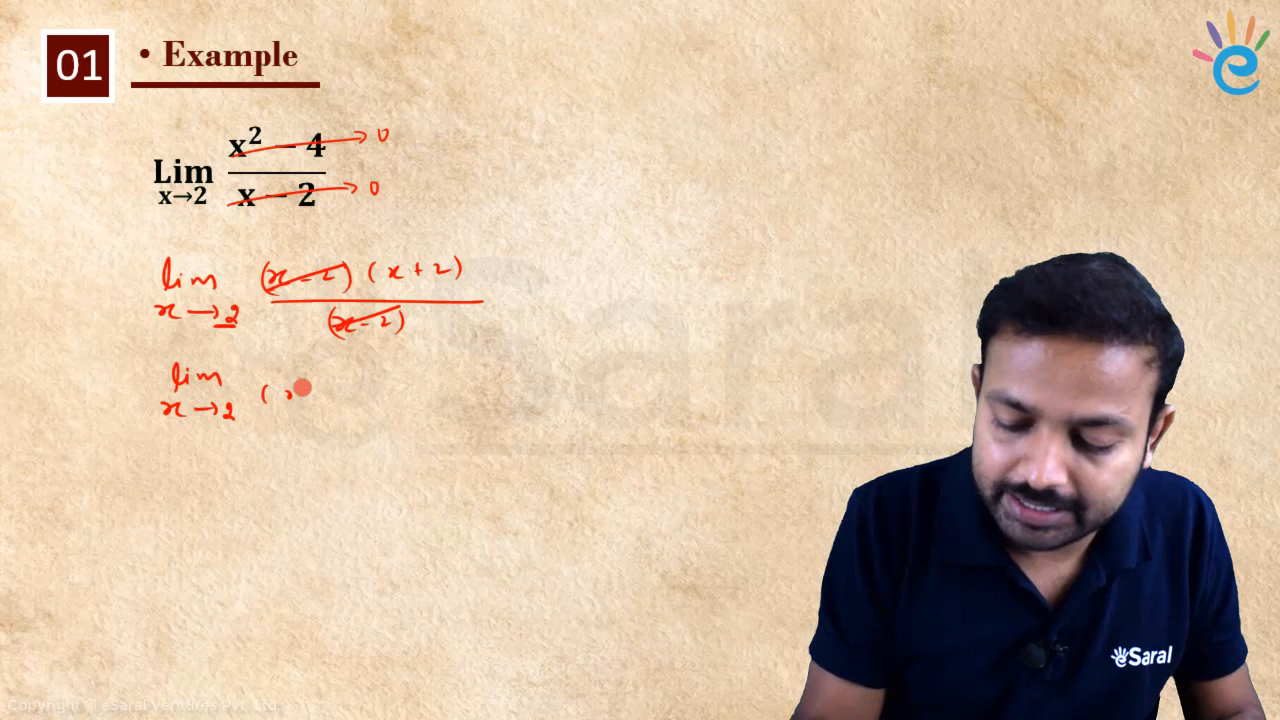 01 • Example
Lim x→2 x² − 4 / x − 2 → 0 → 0
lim x→2 (x-2) (x+2) / (x-2)
lim x→2 (
eSaral
Copyright © eSaral Ventures Pvt. Ltd.